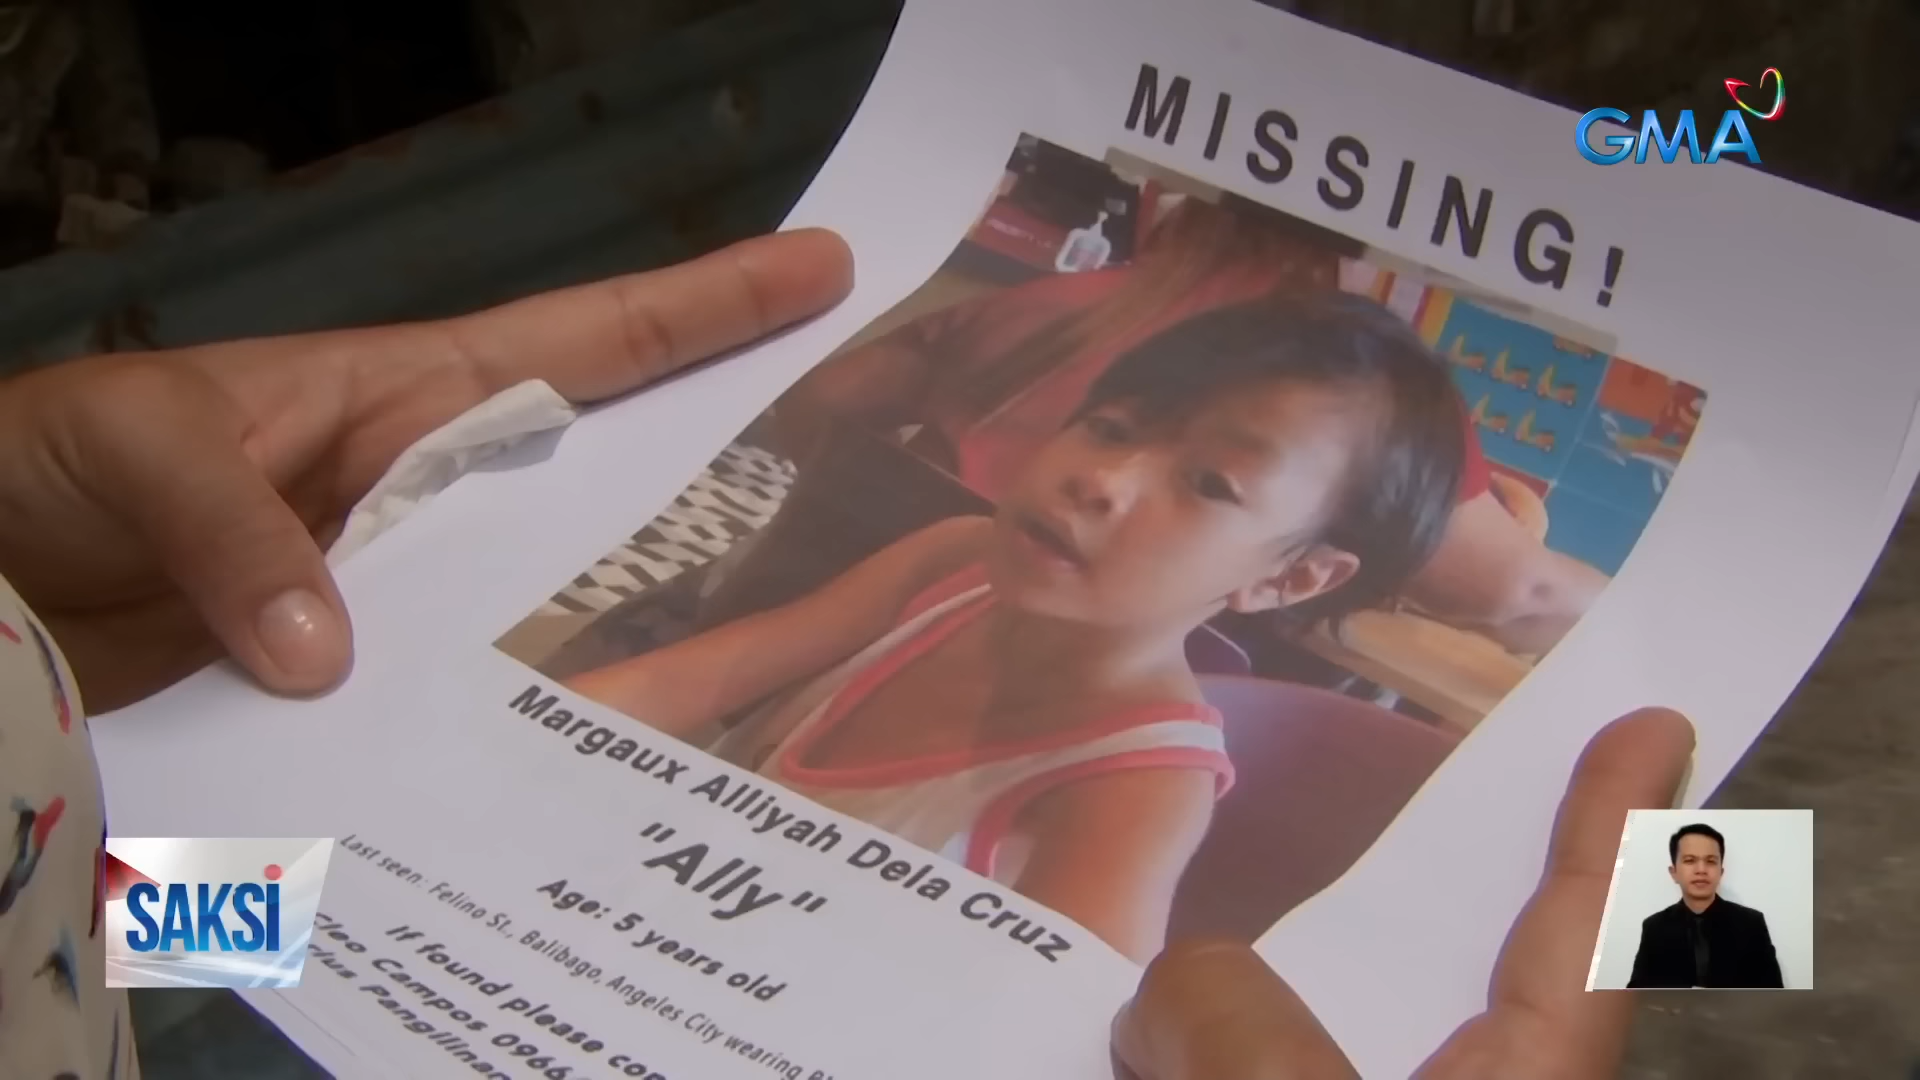 MISSING!
GMA
Margaux Alliyah Dela Cruz
"Ally"
Age: 5 years old
Last seen: Felino St., Balibago, Angeles City wearing
If found please
Cleo Campos 0966
Pangilinan
SAKSI